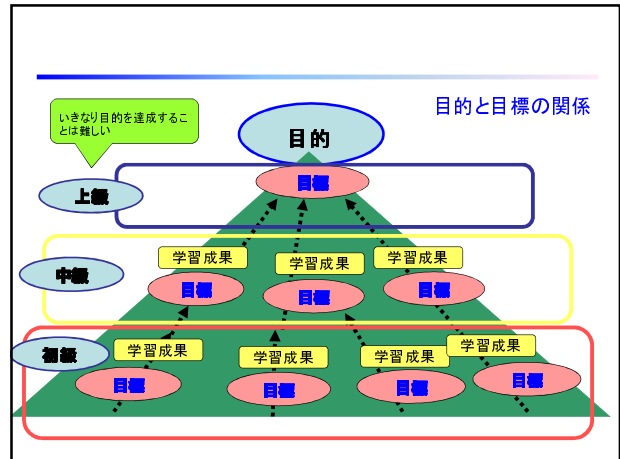 目的と目標の関係
いきなり目的を達成するこ
とは難しい
目的
上級
目標
学習成果
学習成果
学習成果
中級
目標
目標
目標
初級
学習成果
学習成果
学習成果
学習成果
目標
目標
目標
目標